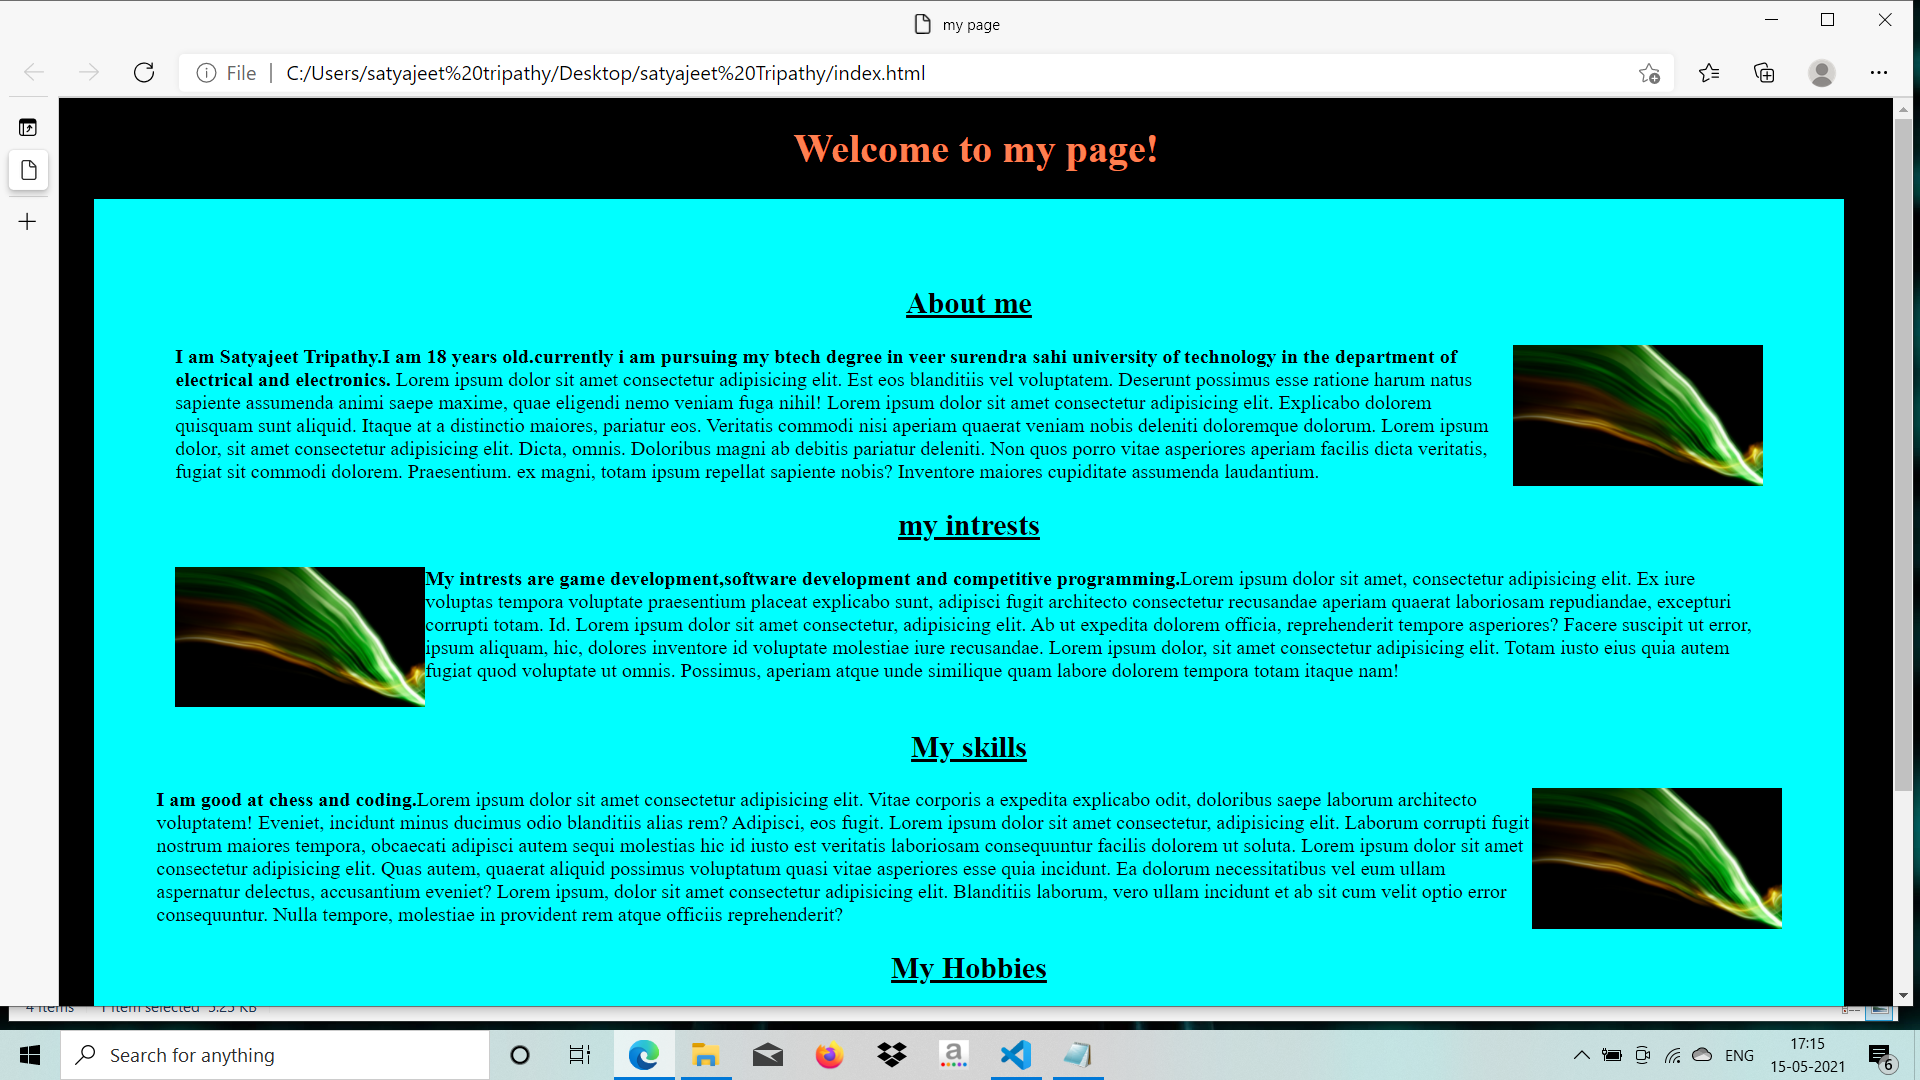 my page
File
C:/Users/satyajeet%20tripathy/Desktop/satyajeet%20Tripathy/index.html
Welcome to my page!
About me
I am Satyajeet Tripathy.I am 18 years old.currently i am pursuing my btech degree in veer surendra sahi university of technology in the department of
electrical and electronics. Lorem ipsum dolor sit amet consectetur adipisicing elit. Est eos blanditiis vel voluptatem. Deserunt possimus esse ratione harum natus
sapiente assumenda animi saepe maxime, quae eligendi nemo veniam fuga nihil! Lorem ipsum dolor sit amet consectetur adipisicing elit. Explicabo dolorem
quisquam sunt aliquid. Itaque at a distinctio maiores, pariatur eos. Veritatis commodi nisi aperiam quaerat veniam nobis deleniti doloremque dolorum. Lorem ipsum
dolor, sit amet consectetur adipisicing elit. Dicta, omnis. Doloribus magni ab debitis pariatur deleniti. Non quos porro vitae asperiores aperiam facilis dicta veritatis,
fugiat sit commodi dolorem. Praesentium. ex magni, totam ipsum repellat sapiente nobis? Inventore maiores cupiditate assumenda laudantium.
my intrests
My intrests are game development,software development and competitive programming.Lorem ipsum dolor sit amet, consectetur adipisicing elit. Ex iure
voluptas tempora voluptate praesentium placeat explicabo sunt, adipisci fugit architecto consectetur recusandae aperiam quaerat laboriosam repudiandae, excepturi
corrupti totam. Id. Lorem ipsum dolor sit amet consectetur, adipisicing elit. Ab ut expedita dolorem officia, reprehenderit tempore asperiores? Facere suscipit ut error,
ipsum aliquam, hic, dolores inventore id voluptate molestiae iure recusandae. Lorem ipsum dolor, sit amet consectetur adipisicing elit. Totam iusto eius quia autem
fugiat quod voluptate ut omnis. Possimus, aperiam atque unde similique quam labore dolorem tempora totam itaque nam!
My skills
I am good at chess and coding.Lorem ipsum dolor sit amet consectetur adipisicing elit. Vitae corporis a expedita explicabo odit, doloribus saepe laborum architecto
voluptatem! Eveniet, incidunt minus ducimus odio blanditiis alias rem? Adipisci, eos fugit. Lorem ipsum dolor sit amet consectetur, adipisicing elit. Laborum corrupti fugit
nostrum maiores tempora, obcaecati adipisci autem sequi molestias hic id iusto est veritatis laboriosam consequuntur facilis dolorem ut soluta. Lorem ipsum dolor sit amet
consectetur adipisicing elit. Quas autem, quaerat aliquid possimus voluptatum quasi vitae asperiores esse quia incidunt. Ea dolorum necessitatibus vel eum ullam
aspernatur delectus, accusantium eveniet? Lorem ipsum, dolor sit amet consectetur adipisicing elit. Blanditiis laborum, vero ullam incidunt et ab sit cum velit optio error
consequuntur. Nulla tempore, molestiae in provident rem atque officiis reprehenderit?
My Hobbies
4 items 1 item selected 5.25 KB
Search for anything
a
ENG
17:15
15-05-2021
6